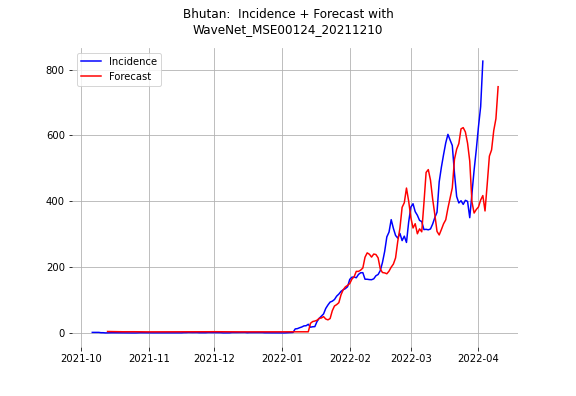 Bhutan:  Incidence + Forecast with
WaveNet_MSE00124_20211210
Incidence
Forecast
800
600
400
200
0
2021-10 2021-11 2021-12 2022-01 2022-02 2022-03 2022-04